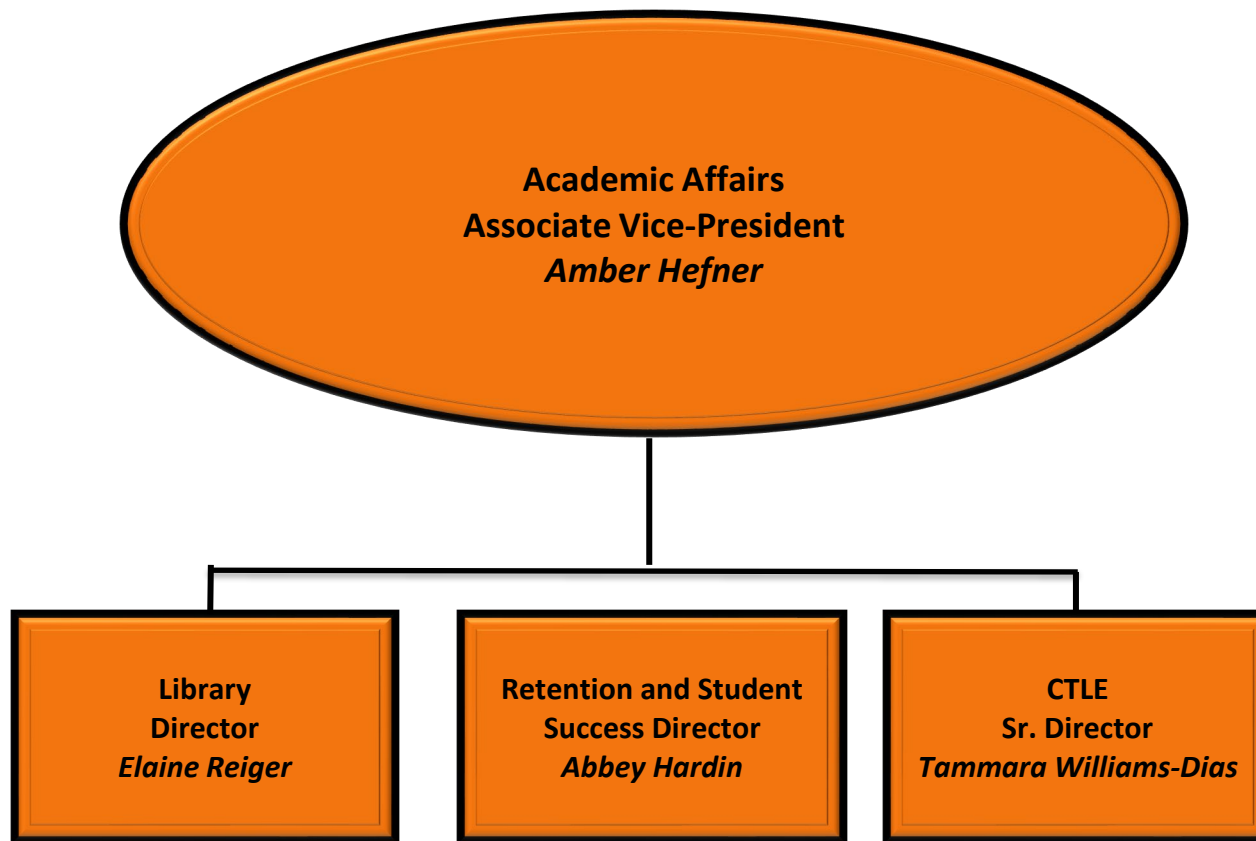 Academic Affairs
Associate Vice-President
Amber Hefner
Library
Director
Elaine Reiger
Retention and Student
Success Director
Abbey Hardin
CTLE
Sr. Director
Tammara Williams-Dias